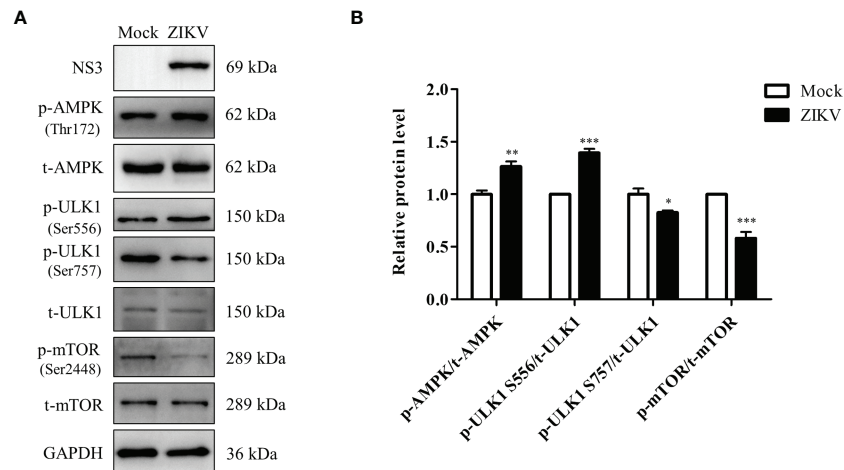 A
Mock ZIKV
NS3 69 kDa
p-AMPK
(Thr172)
62 kDa
t-AMPK 62 kDa
p-ULK1
(Ser556)
150 kDa
p-ULK1
(Ser757)
150 kDa
t-ULK1 150 kDa
p-mTOR
(Ser2448)
289 kDa
t-mTOR 289 kDa
GAPDH 36 kDa
B
Mock
ZIKV
Relative protein level
2.0
1.5
1.0
0.5
0.0
**
***
*
***
p-AMPK/t-AMPK
p-ULK1 S556/t-ULK1
p-ULK1 S757/t-ULK1
p-mTOR/t-mTOR